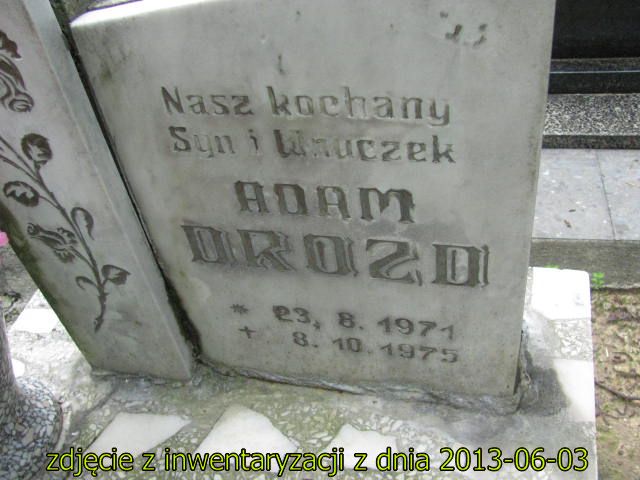 Nasz kochany
Syn i Wnuczek
ADAM
DROZD
* 23. 8. 1971
+ 8. 10. 1975
zdjęcie z inwentaryzacji z dnia 2013-06-03